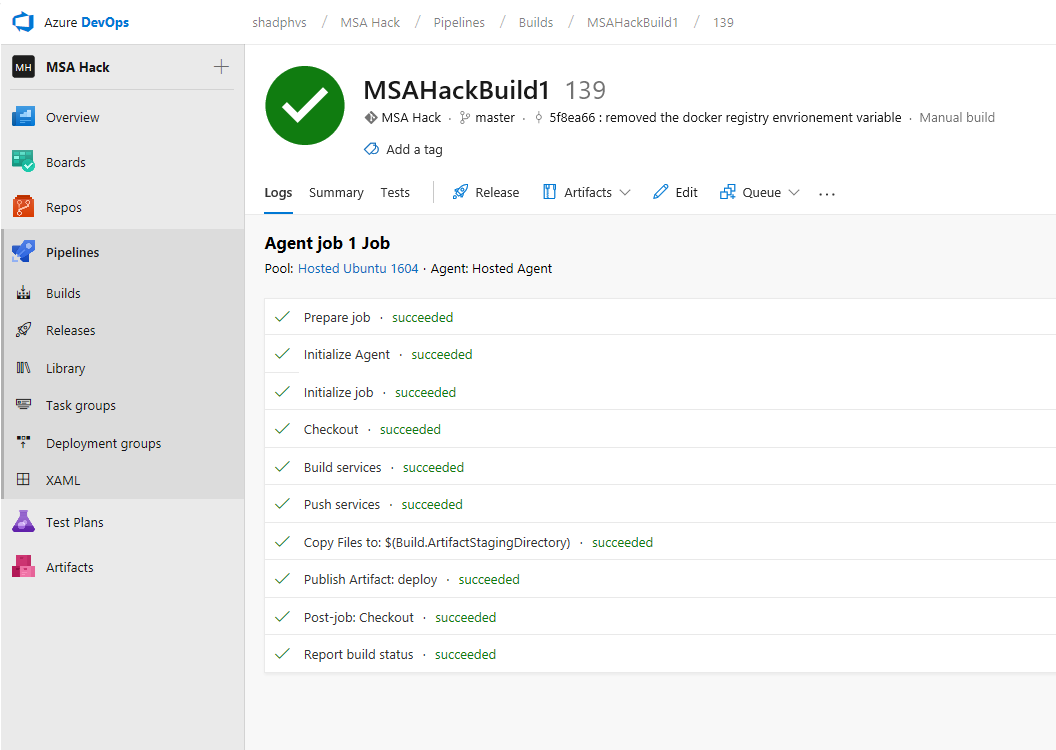 Azure DevOps
shadphvs / MSA Hack / Pipelines / Builds / MSAHackBuild1 / 139
MH MSA Hack
Overview
Boards
Repos
Pipelines
Builds
Releases
Library
Task groups
Deployment groups
XAML
Test Plans
Artifacts
MSAHackBuild1 139
MSA Hack · master · 5f8ea66 : removed the docker registry envrionement variable · Manual build
Add a tag
Logs Summary Tests Release Artifacts Edit Queue ...
Agent job 1 Job
Pool: Hosted Ubuntu 1604 · Agent: Hosted Agent
Prepare job · succeeded
Initialize Agent · succeeded
Initialize job · succeeded
Checkout · succeeded
Build services · succeeded
Push services · succeeded
Copy Files to: $(Build.ArtifactStagingDirectory) · succeeded
Publish Artifact: deploy · succeeded
Post-job: Checkout · succeeded
Report build status · succeeded